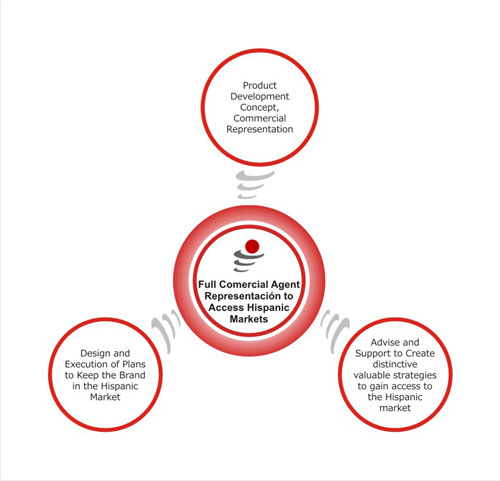 Product
Development
Concept,
Commercial
Representation
Full Comercial Agent
Representación to
Access Hispanic
Markets
Design and
Execution of Plans
to Keep the Brand
in the Hispanic
Market
Advise and
Support to Create
distinctive
valuable strategies
to gain access to
the Hispanic
market